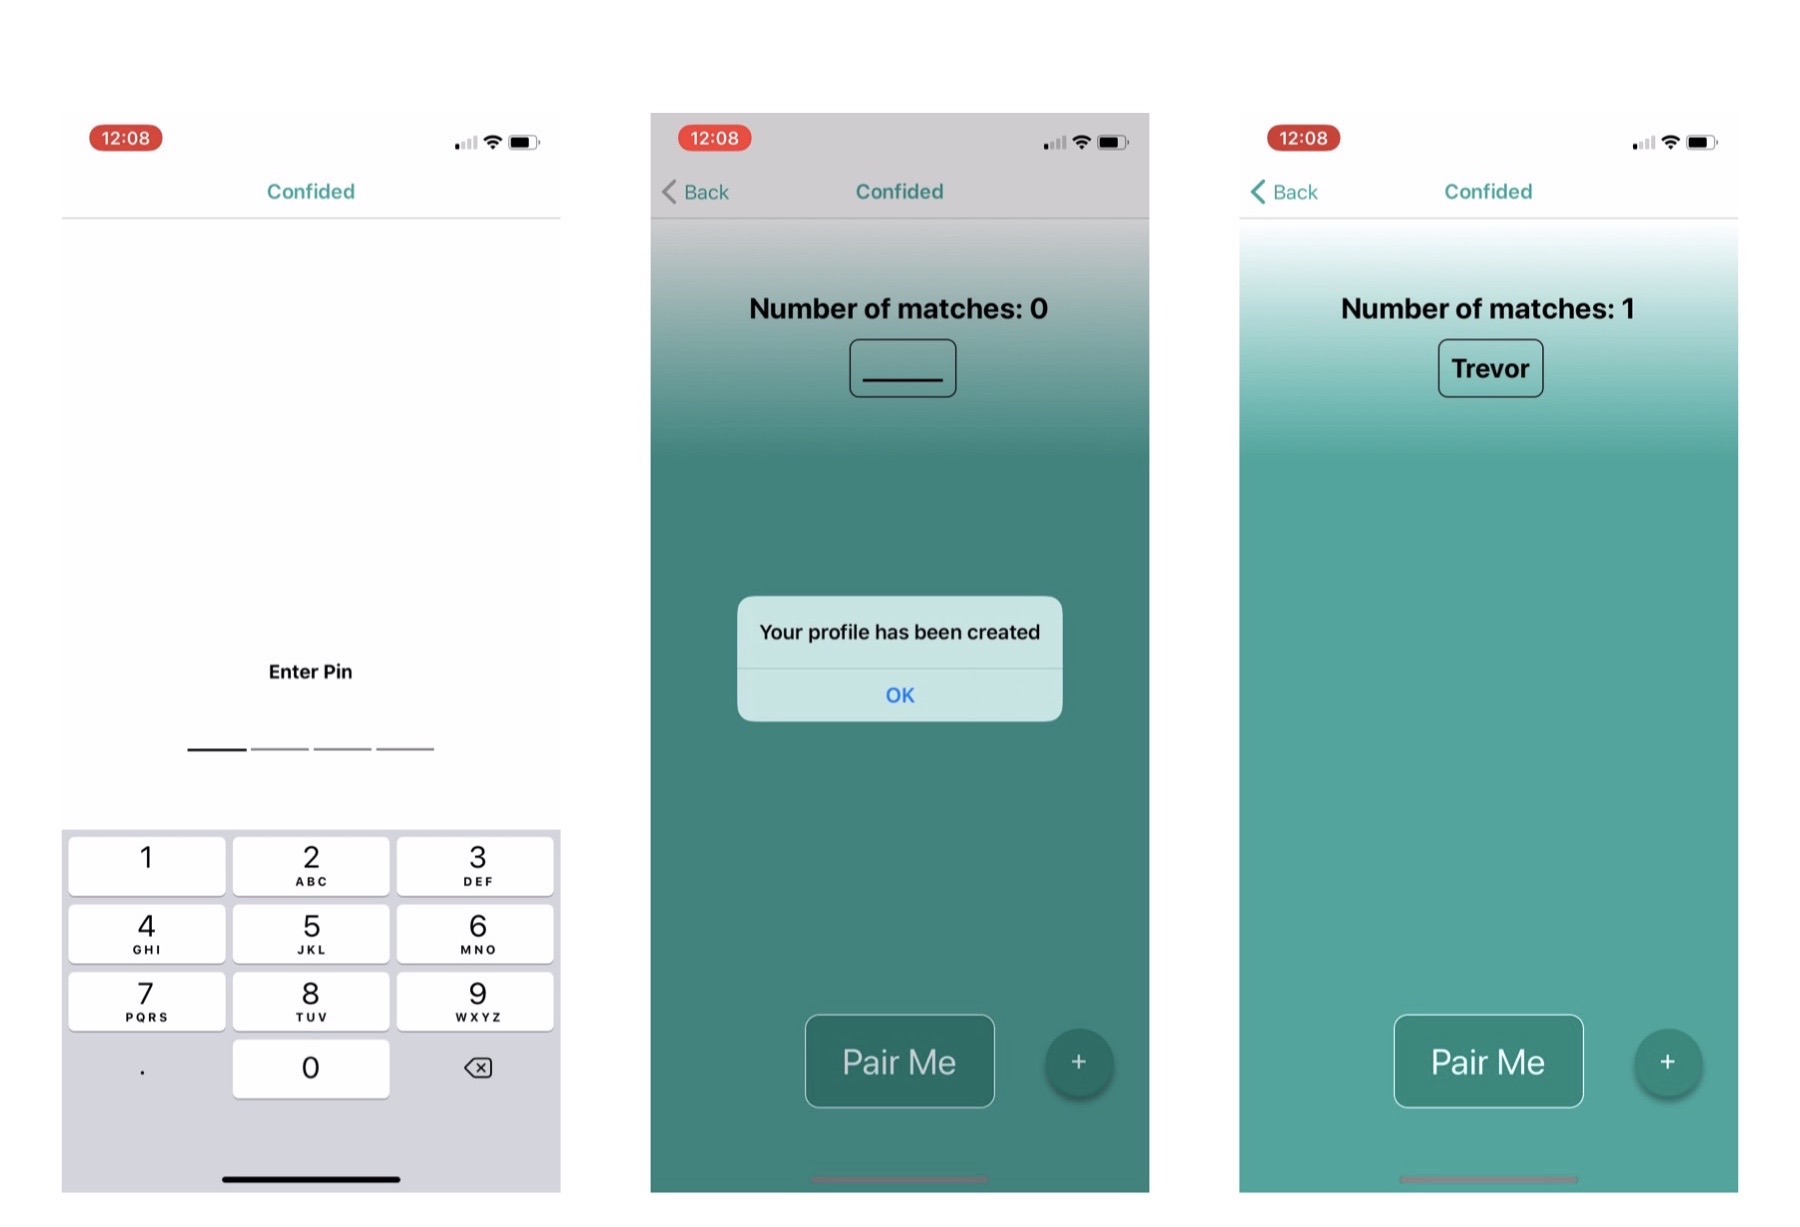 12:08
Confided
Enter Pin
1
2
ABC
3
DEF
4
GHI
5
JKL
6
MNO
7
PQRS
8
TUV
9
WXYZ
.
0
12:08
Back
Confided
Number of matches: 0
Your profile has been created
OK
Pair Me
+
12:08
Back
Confided
Number of matches: 1
Trevor
Pair Me
+